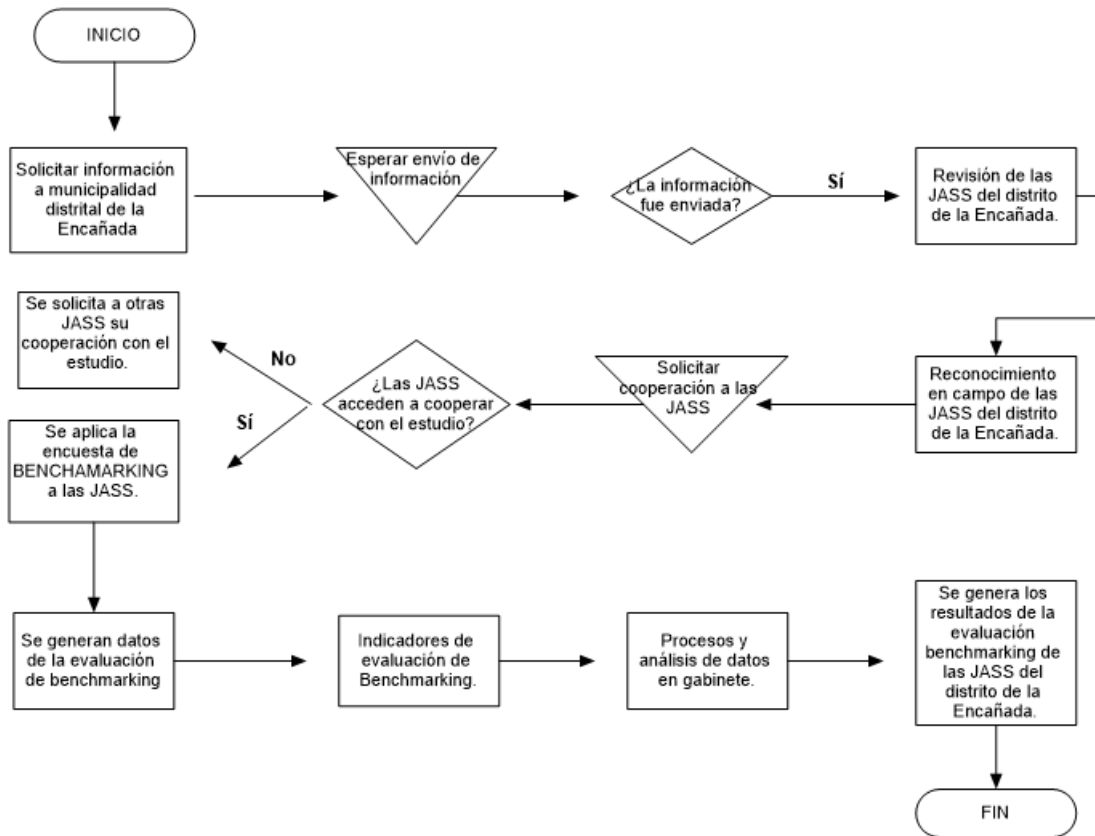 INICIO
Solicitar información
a municipalidad
distrital de la
Encañada
Esperar envío de
información
¿La información
fue enviada?
Sí
Revisión de las
JASS del distrito
de la Encañada.
Reconocimiento
en campo de las
JASS del distrito
de la Encañada.
Solicitar
cooperación a las
JASS
¿Las JASS
acceden a cooperar
con el estudio?
No
Se solicita a otras
JASS su
cooperación con el
estudio.
Sí
Se aplica la
encuesta de
BENCHAMARKING
a las JASS.
Se generan datos
de la evaluación
de benchmarking
Indicadores de
evaluación de
Benchmarking.
Procesos y
análisis de datos
en gabinete.
Se genera los
resultados de la
evaluación
benchmarking de
las JASS del
distrito de la
Encañada.
FIN